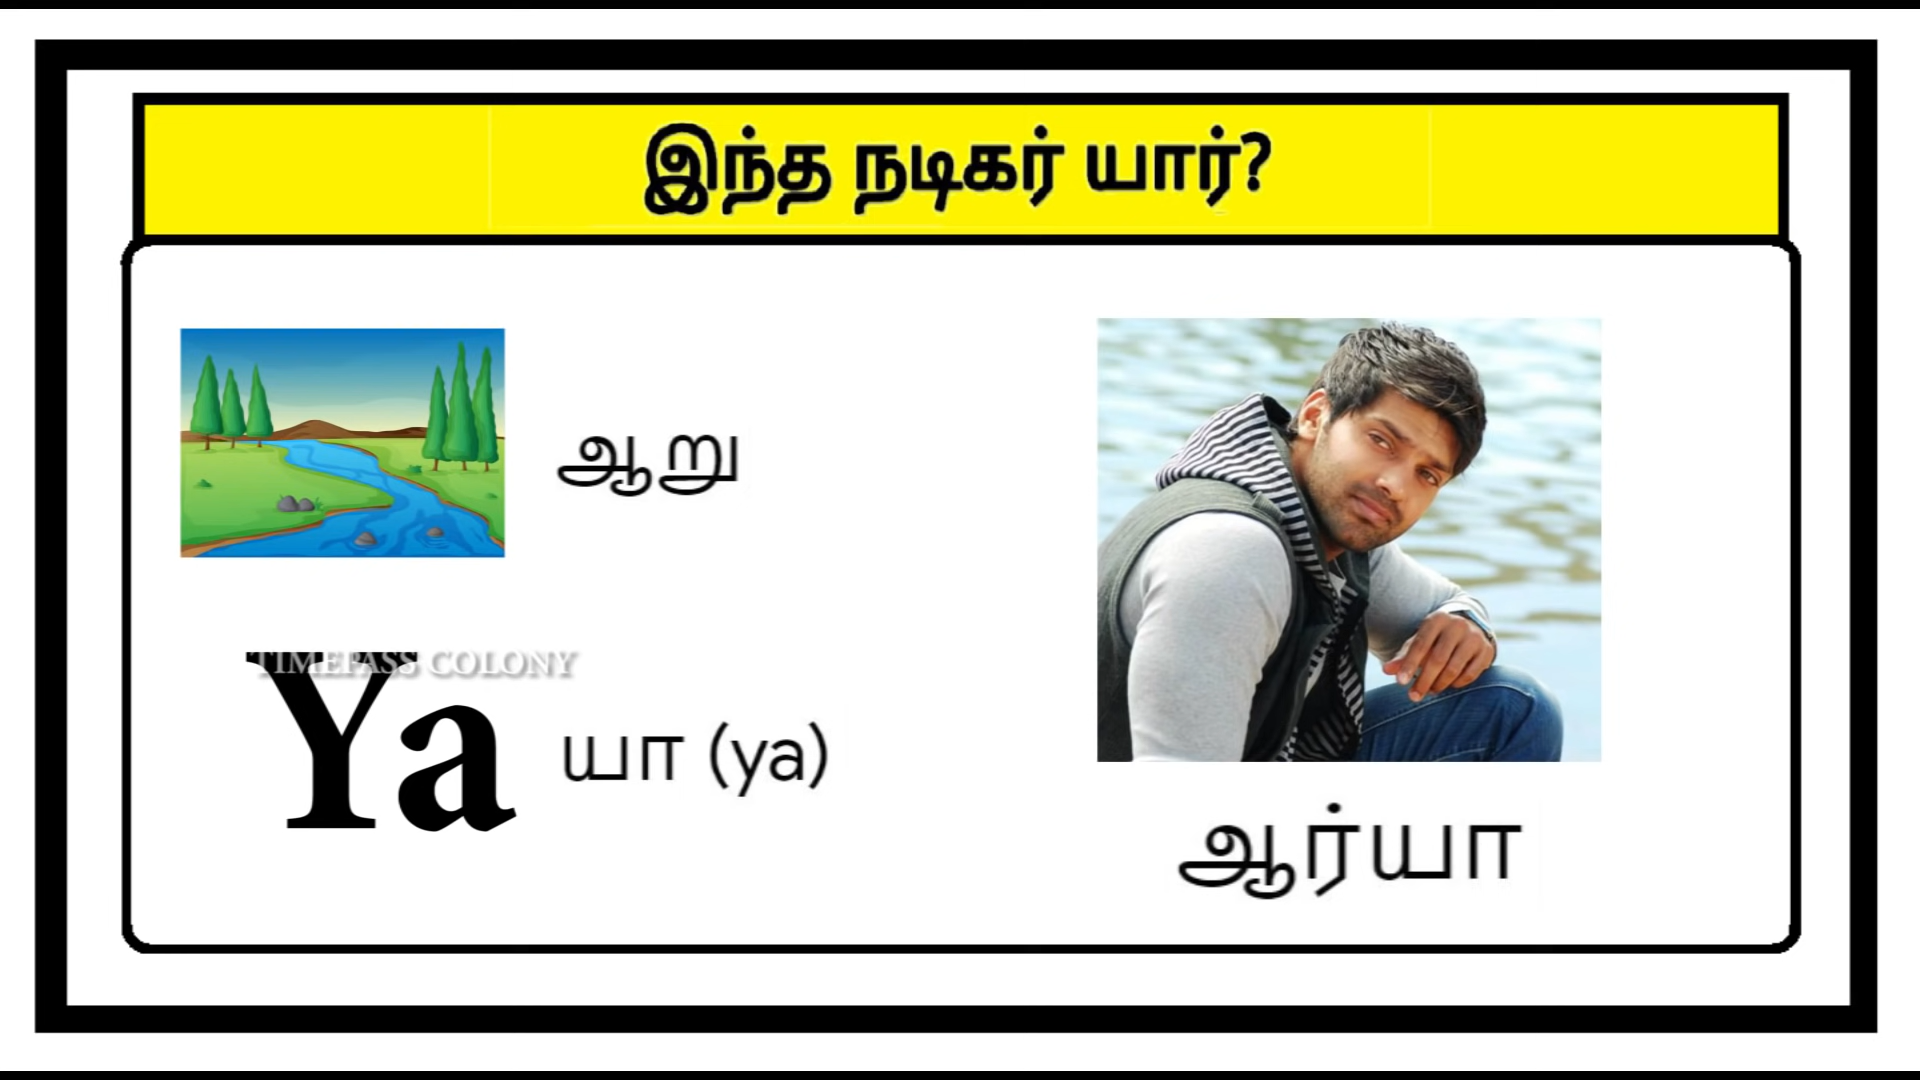 இந்த நடிகர் யார்?
ஆறு
TIMEPASS COLONY
Ya
யா (ya)
ஆர்யா